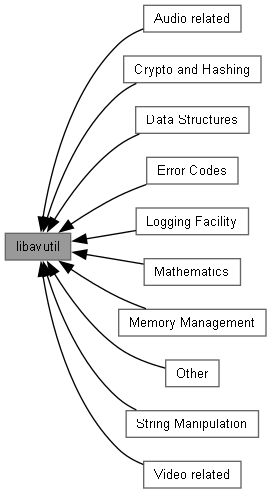 Audio related
Crypto and Hashing
Data Structures
Error Codes
Logging Facility
libavutil
Mathematics
Memory Management
Other
String Manipulation
Video related